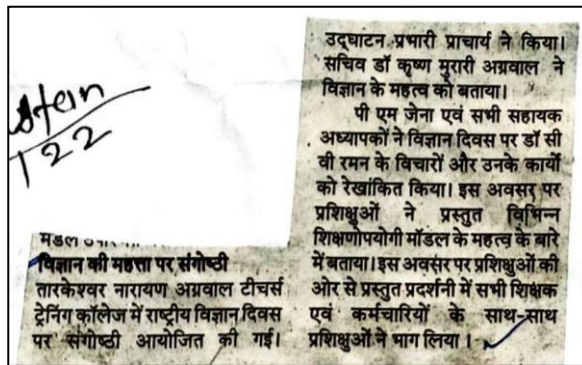 122
विज्ञान की महत्ता पर संगोष्ठी
तारकेश्वर नारायण अग्रवाल टीचर्स
ट्रेनिंग कॉलेज में राष्ट्रीय विज्ञान दिवस
पर संगोष्ठी आयोजित की गई।
उद्घाटन प्रभारी प्राचार्य ने किया।
सचिव डॉ कृष्ण मुरारी अग्रवाल ने
विज्ञान के महत्व को बताया।
पी एम जेना एवं सभी सहायक
अध्यापकों ने विज्ञान दिवस पर डॉ सी
वी रमन के विचारों और उनके कार्यों
को रेखांकित किया। इस अवसर पर
प्रशिक्षुओं ने प्रस्तुत विभिन्न
शिक्षणोपयोगी मॉडल के महत्व के बारे
में बताया। इस अवसर पर प्रशिक्षुओं की
ओर से प्रस्तुत प्रदर्शनी में सभी शिक्षक
एवं कर्मचारियों के साथ-साथ
प्रशिक्षुओं ने भाग लिया।